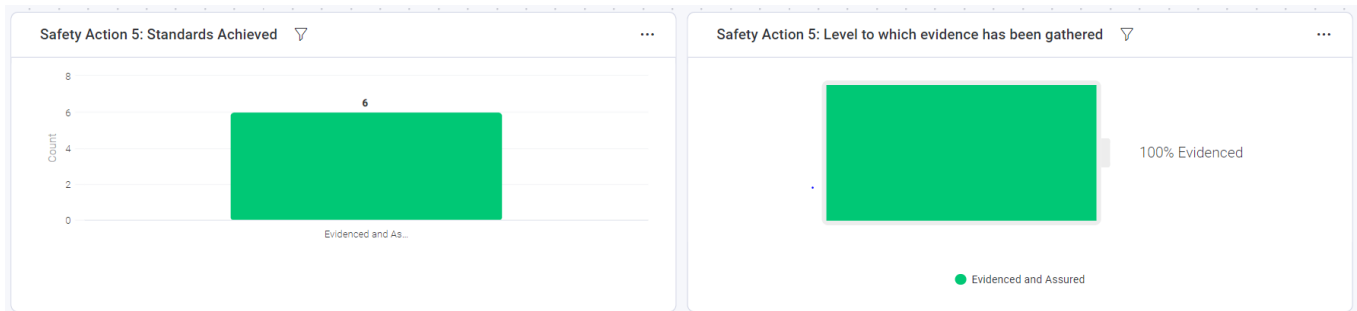 Safety Action 5: Standards Achieved
...
8
6
4
2
0
Count
6
Evidenced and As...
Safety Action 5: Level to which evidence has been gathered
...
100% Evidenced
Evidenced and Assured